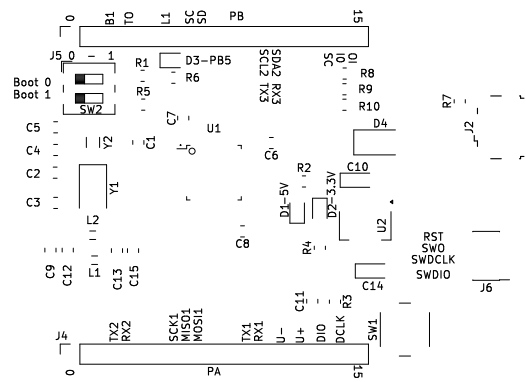 0 B1 TO L1 SC SD PB 15
J5 0 - 1
R1 D3-PB5
SCL2 TX3
SDA2 RX3
SC IO OI
R8
Boot 0
R6
R9
Boot 1
R5
R10
R7
SW2
C7
U1
J2
C5
D4
C4
Y2
C1
C6
C2
R2
C10
Y1
D1-5V
D2-3.3V
C3
L2
U2
C8
R4
RST
SWO
SWDCLK
SWDIO
C9 C12 L1 C13 C15
C14
J6
C11
R3
SW1
J4
TX2
RX2
SCK1
MISO1
MOSI1
TX1
RX1
U-
U+
DIO
DCLK
0 PA 15